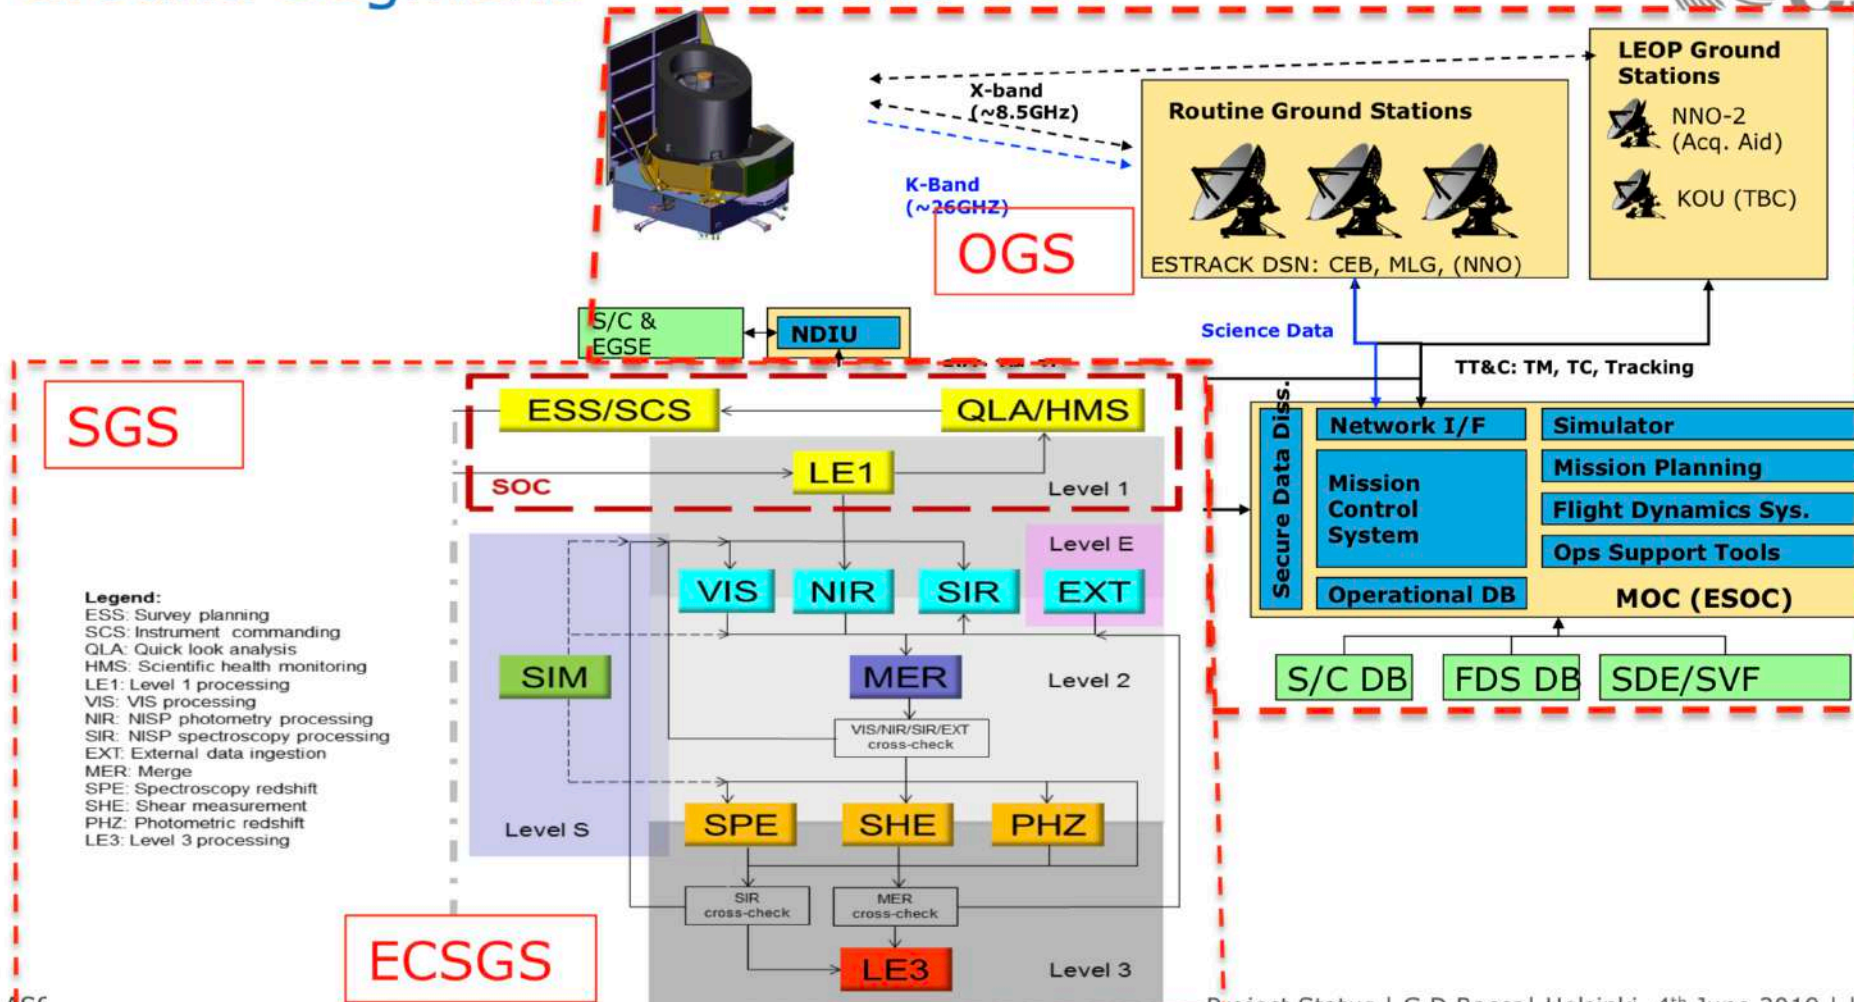 LEOP Ground
Stations
NNO-2
(Acq. Aid)
KOU (TBC)
X-band
(~8.5GHz)
Routine Ground Stations
K-Band
(~26GHZ)
OGS
ESTRACK DSN: CEB, MLG, (NNO)
S/C &
EGSE
NDIU
Science Data
TT&C: TM, TC, Tracking
SGS
ESS/SCS
QLA/HMS
LE1
SOC
Level 1
Secure Data Diss.
Network I/F
Simulator
Mission
Control
System
Mission Planning
Flight Dynamics Sys.
Ops Support Tools
Operational DB
MOC (ESOC)
S/C DB
FDS DB
SDE/SVF
Level E
VIS
NIR
SIR
EXT
Legend:
ESS: Survey planning
SCS: Instrument commanding
QLA: Quick look analysis
HMS: Scientific health monitoring
LE1: Level 1 processing
VIS: VIS processing
NIR: NISP photometry processing
SIR: NISP spectroscopy processing
EXT: External data ingestion
MER: Merge
SPE: Spectroscopy redshift
SHE: Shear measurement
PHZ: Photometric redshift
LE3: Level 3 processing
SIM
MER
Level 2
VIS/NIR/SIR/EXT
cross-check
Level S
SPE
SHE
PHZ
SIR
cross-check
MER
cross-check
ECSGS
LE3
Level 3